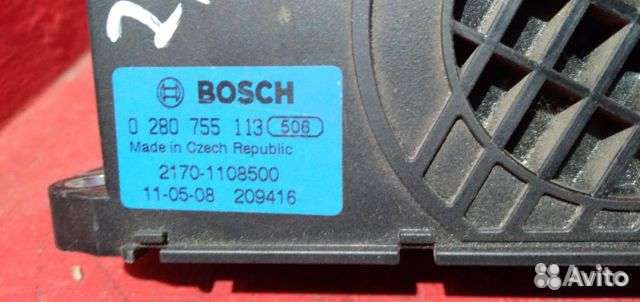 BOSCH
0 280 755 113 506
Made in Czech Republic
2170-1108500
11-05-08 209416
Avito